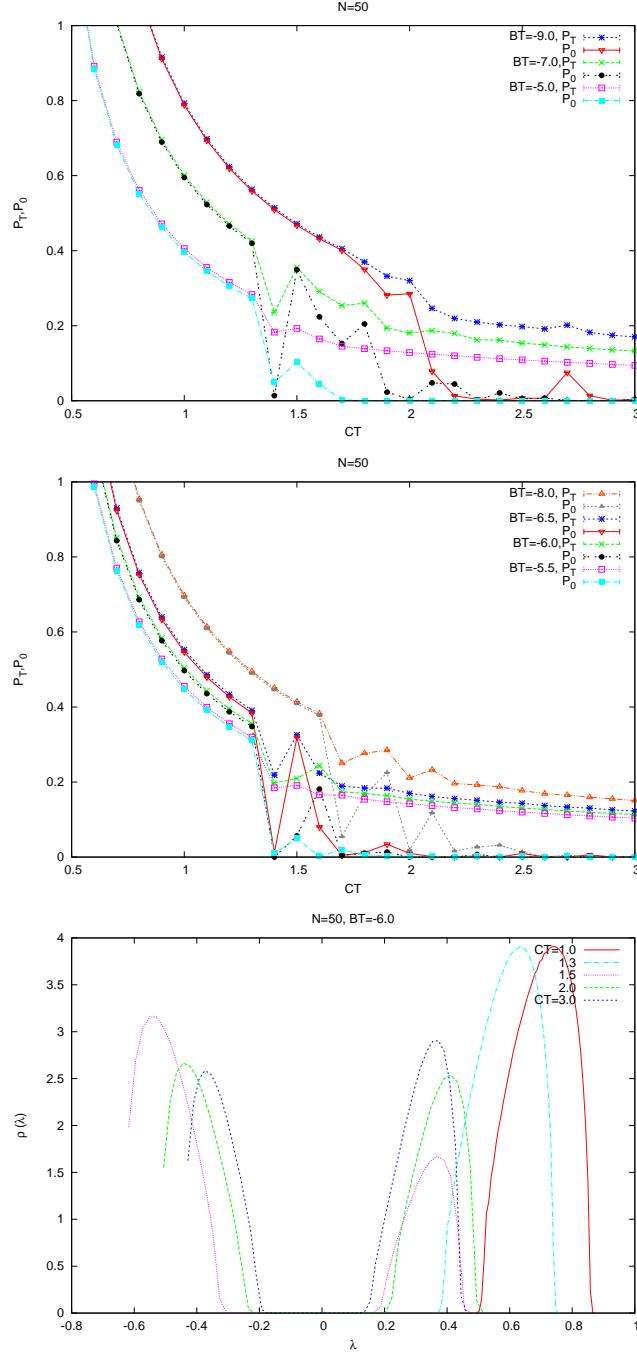 N=50
BT=-9.0, P_T
P_0
BT=-7.0,P_T
P_0
BT=-5.0, P_T
P_0
1
0.8
0.6
0.4
0.2
0
P_T,P_0
0.5
1
1.5
2
2.5
3
CT
N=50
BT=-8.0, P_T
P_0
BT=-6.5, P_T
P_0
BT=-6.0, P_T
P_0
BT=-5.5, P_T
P_0
1
0.8
0.6
0.4
0.2
0
P_T,P_0
0.5
1
1.5
2
2.5
3
CT
N=50, BT=-6.0
CT=1.0
1.3
1.5
2.0
CT=3.0
4
3.5
3
2.5
2
1.5
1
0.5
0
ρ (λ)
-0.8
-0.6
-0.4
-0.2
0
0.2
0.4
0.6
0.8
1
λ